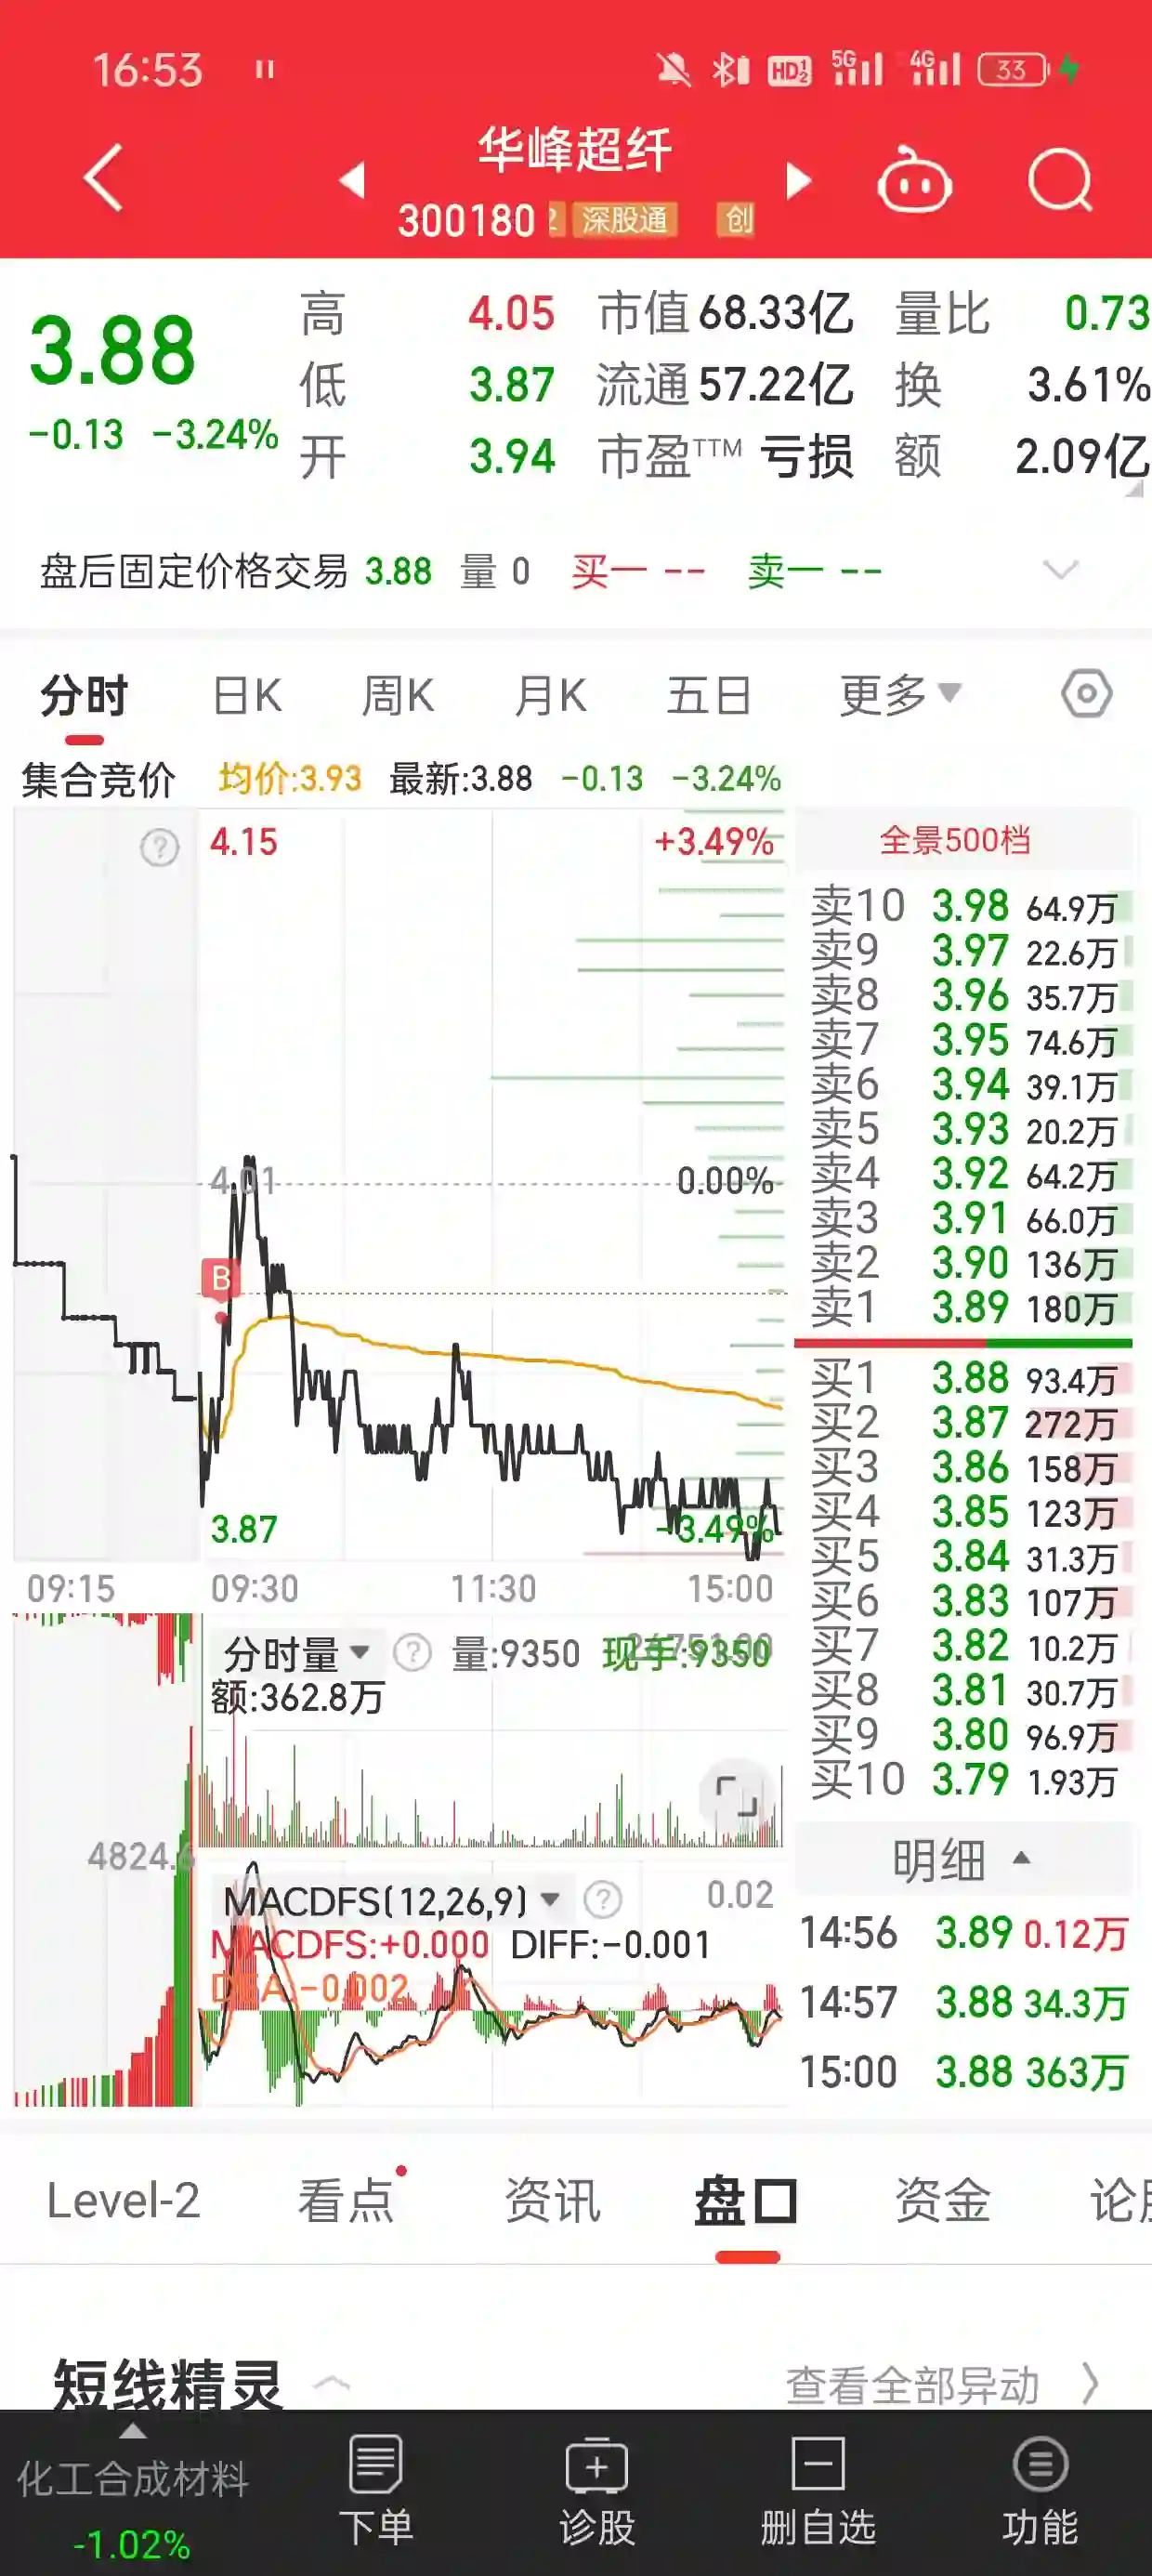 16:53
HD 1 2 5G 4G 33
华峰超纤
300180 深股通 创
3.88
-0.13 -3.24%
高 4.05 市值 68.33亿 量比 0.73
低 3.87 流通 57.22亿 换 3.61%
开 3.94 市盈TTM 亏损 额 2.09亿
盘后固定价格交易 3.88 量 0 买一 -- 卖一 --
分时 日K 周K 月K 五日 更多
集合竞价 均价:3.93 最新:3.88 -0.13 -3.24%
? 4.15 +3.49%
4.01 0.00%
B
3.87 -3.49%
09:15 09:30 11:30 15:00
全景500档
卖10 3.98 64.9万
卖9 3.97 22.6万
卖8 3.96 35.7万
卖7 3.95 74.6万
卖6 3.94 39.1万
卖5 3.93 20.2万
卖4 3.92 64.2万
卖3 3.91 66.0万
卖2 3.90 136万
卖1 3.89 180万
买1 3.88 93.4万
买2 3.87 272万
买3 3.86 158万
买4 3.85 123万
买5 3.84 31.3万
买6 3.83 107万
买7 3.82 10.2万
买8 3.81 30.7万
买9 3.80 96.9万
买10 3.79 1.93万
分时量 ? 量:9350 现手:9350
额:362.8万
4824.6
MACDFS(12,26,9) ? 0.02
MACDFS:+0.000 DIFF:-0.001
DEA:-0.002
明细
14:56 3.89 0.12万
14:57 3.88 34.3万
15:00 3.88 363万
Level-2 看点 资讯 盘口 资金
短线精灵 查看全部异动
化工合成材料
-1.02%
下单 诊股 删自选 功能